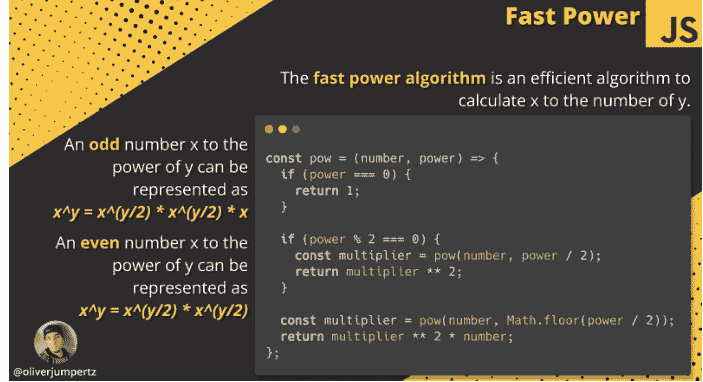 Fast Power
JS
The fast power algorithm is an efficient algorithm to
calculate x to the number of y.
An odd number x to the
power of y can be
represented as
x^y = x^(y/2) * x^(y/2) * x
An even number x to the
power of y can be
represented as
x^y = x^(y/2) * x^(y/2)
const pow = (number, power) => {
  if (power === 0) {
    return 1;
  }

  if (power % 2 === 0) {
    const multiplier = pow(number, power / 2);
    return multiplier ** 2;
  }

  const multiplier = pow(number, Math.floor(power / 2));
  return multiplier ** 2 * number;
};
@oliverjumpertz